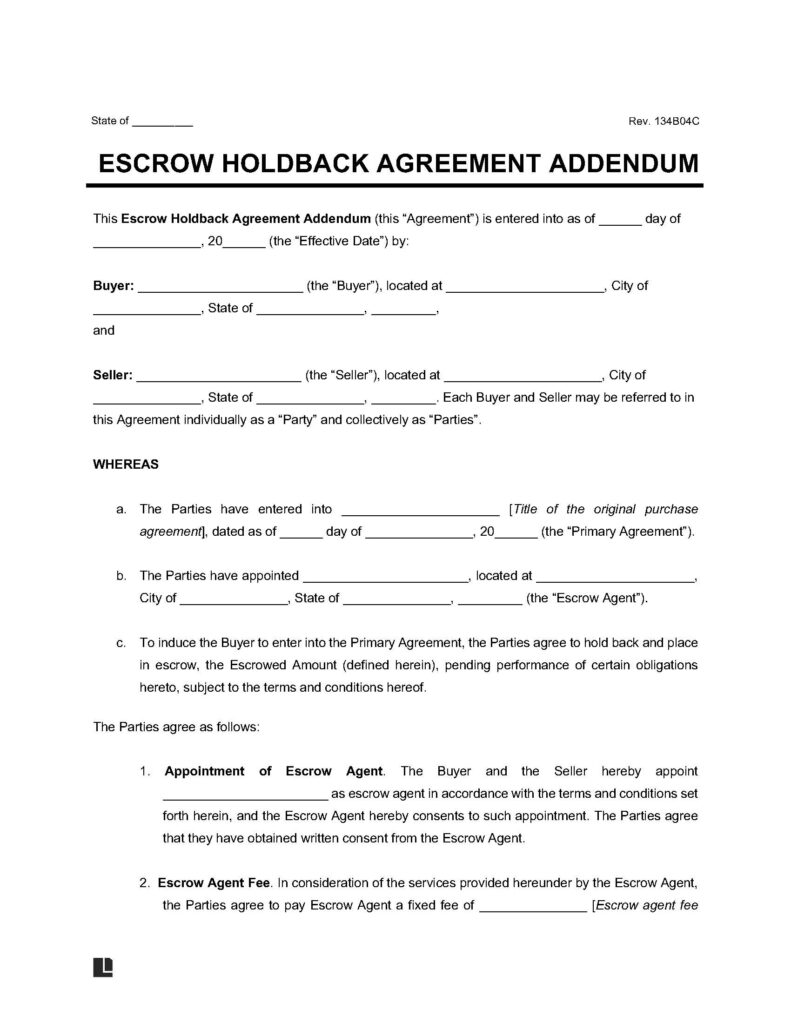 State of __________ Rev. 134B04C
ESCROW HOLDBACK AGREEMENT ADDENDUM
This Escrow Holdback Agreement Addendum (this “Agreement”) is entered into as of ______ day of
_______________, 20______ (the “Effective Date”) by:
Buyer: _______________________ (the “Buyer”), located at ______________________, City of
_______________, State of _______________, _________,
and
Seller: _______________________ (the “Seller”), located at ______________________, City of
_______________, State of _______________, _________. Each Buyer and Seller may be referred to in
this Agreement individually as a “Party” and collectively as “Parties”.
WHEREAS
a. The Parties have entered into ______________________ [Title of the original purchase
agreement], dated as of ______ day of _______________, 20______ (the “Primary Agreement”).
b. The Parties have appointed _______________________, located at ______________________,
City of _______________, State of _______________, _________ (the “Escrow Agent”).
c. To induce the Buyer to enter into the Primary Agreement, the Parties agree to hold back and place
in escrow, the Escrowed Amount (defined herein), pending performance of certain obligations
hereto, subject to the terms and conditions hereof.
The Parties agree as follows:
1. Appointment of Escrow Agent. The Buyer and the Seller hereby appoint
_______________________ as escrow agent in accordance with the terms and conditions set
forth herein, and the Escrow Agent hereby consents to such appointment. The Parties agree
that they have obtained written consent from the Escrow Agent.
2. Escrow Agent Fee. In consideration of the services provided hereunder by the Escrow Agent,
the Parties agree to pay Escrow Agent a fixed fee of _______________ [Escrow agent fee